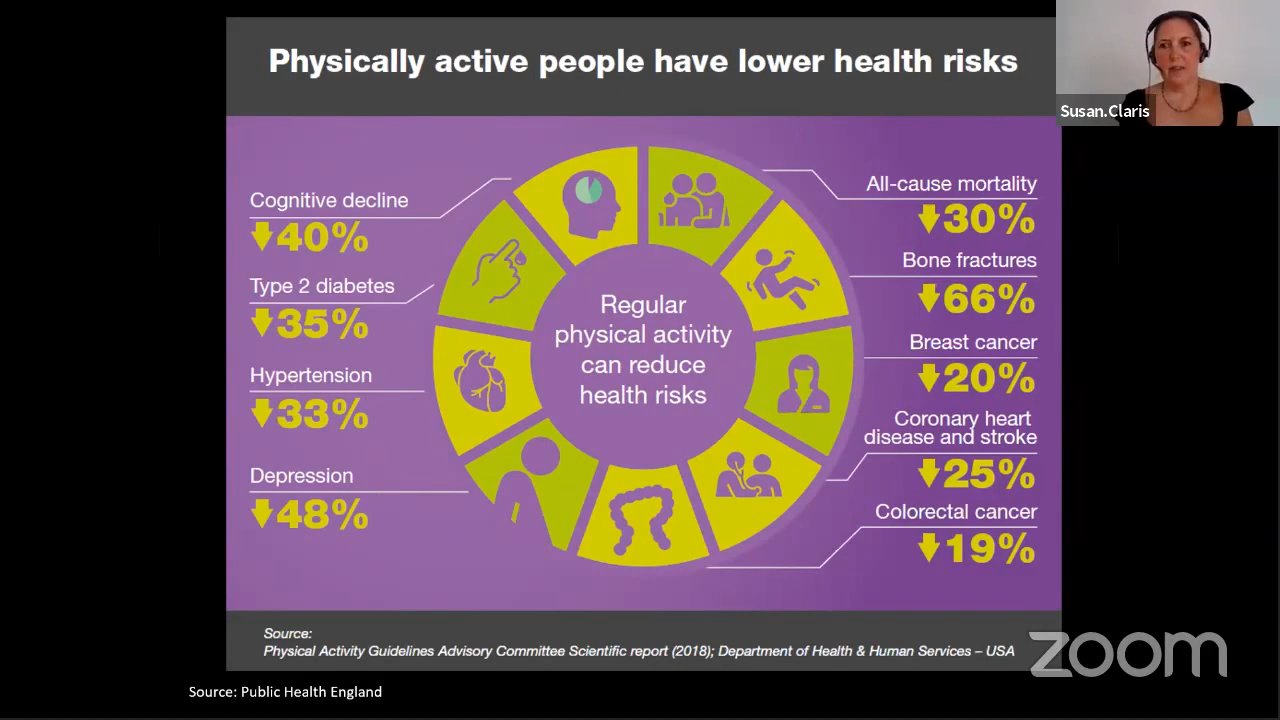 Physically active people have lower health risks
Susan.Claris
Cognitive decline
40%
Type 2 diabetes
35%
Hypertension
33%
Depression
48%
Regular
physical activity
can reduce
health risks
All-cause mortality
30%
Bone fractures
66%
Breast cancer
20%
Coronary heart
disease and stroke
25%
Colorectal cancer
19%
Source:
Physical Activity Guidelines Advisory Committee Scientific report (2018); Department of Health & Human Services – USA
zoom
Source: Public Health England